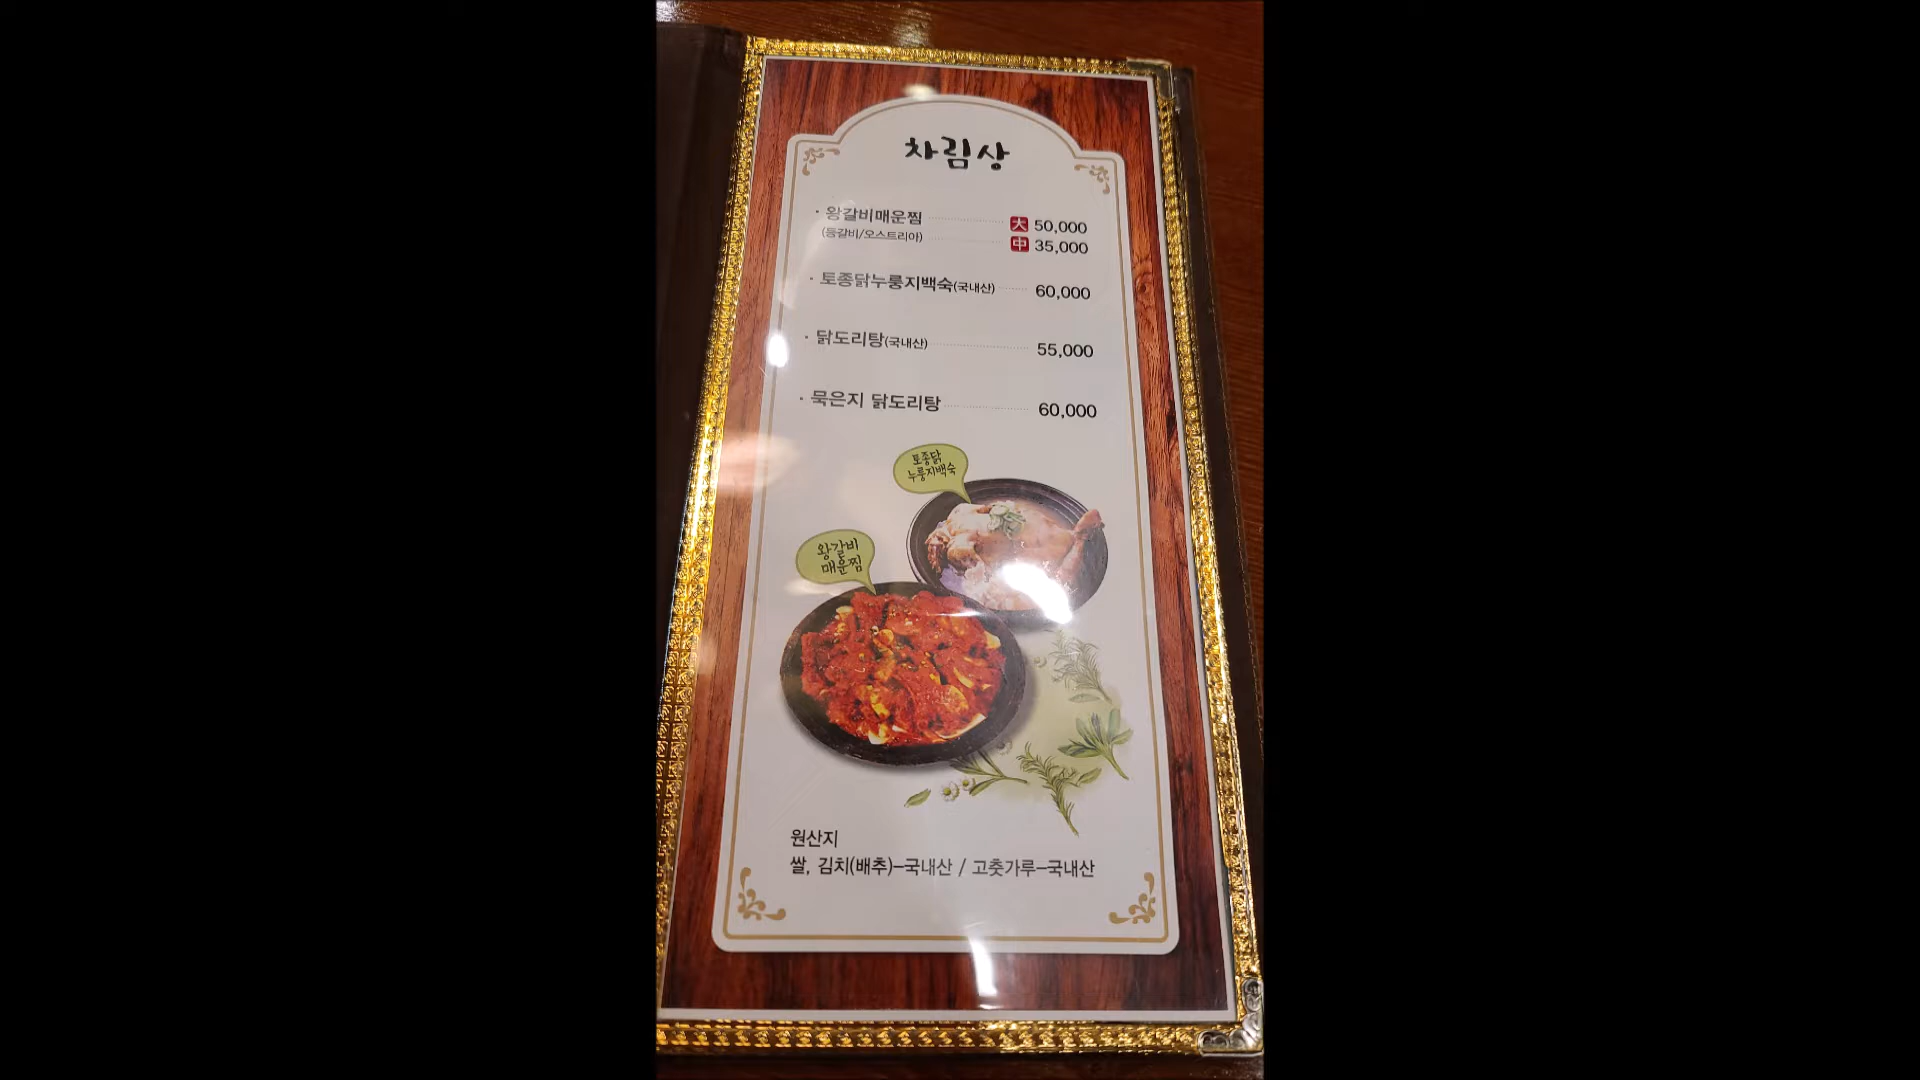 차림상
· 왕갈비매운찜 大 50,000
(등갈비/오스트리아) 中 35,000
· 토종닭누룽지백숙(국내산) 60,000
· 닭도리탕(국내산) 55,000
· 묵은지 닭도리탕 60,000
토종닭
누룽지백숙
왕갈비
매운찜
원산지
쌀, 김치(배추)-국내산 / 고춧가루-국내산